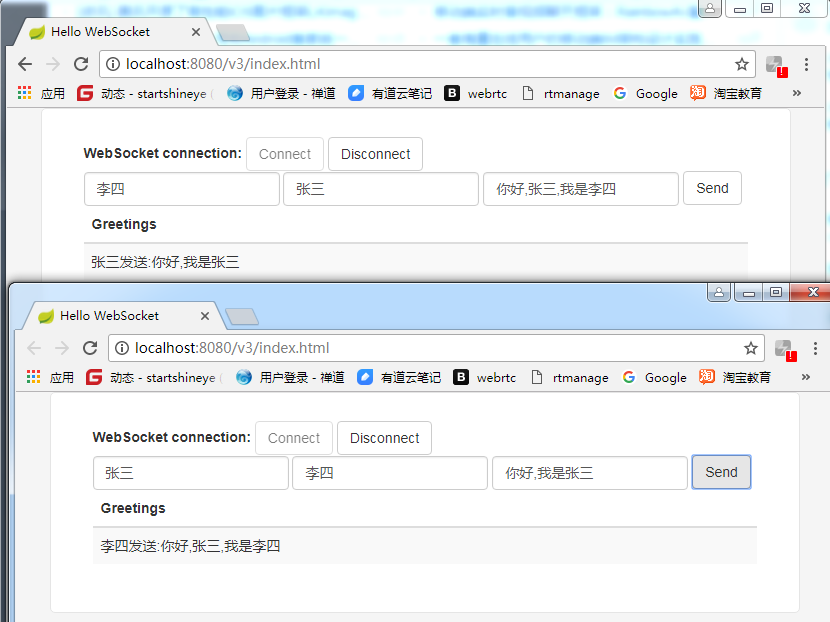 Hello WebSocket
localhost:8080/v3/index.html
应用 动态 - startshineye 用户登录 - 禅道 有道云笔记 B webrtc rtmanage Google 淘 淘宝教育 »
WebSocket connection: Connect Disconnect
李四 张三 你好,张三,我是李四 Send
Greetings
张三发送:你好,我是张三
Hello WebSocket
localhost:8080/v3/index.html
应用 动态 - startshineye 用户登录 - 禅道 有道云笔记 B webrtc rtmanage Google 淘 淘宝教育 »
WebSocket connection: Connect Disconnect
张三 李四 你好,我是张三 Send
Greetings
李四发送:你好,张三,我是李四